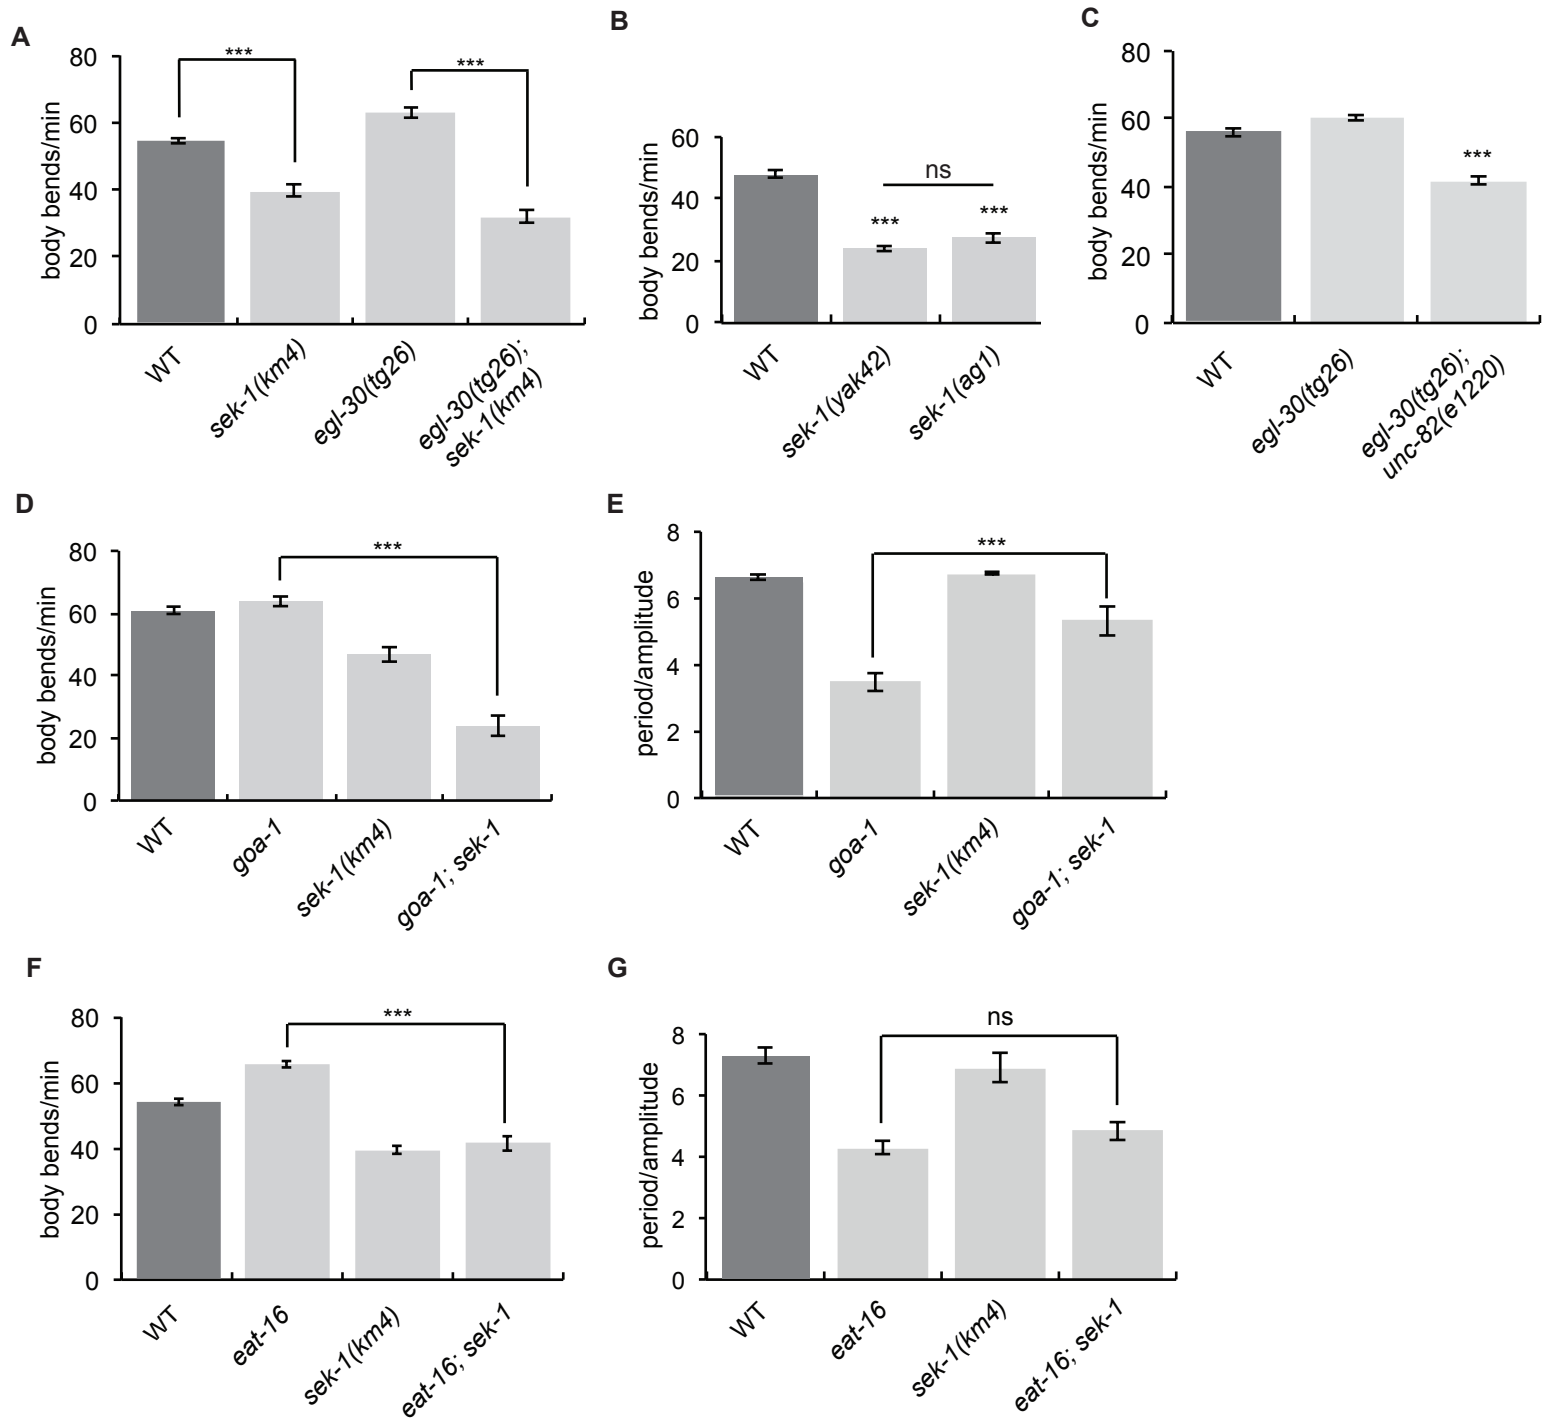 A
80
60
40
20
0
body bends/min
***
***
WT
sek-1(km4)
egl-30(tg26)
egl-30(tg26);
sek-1(km4)
B
60
40
20
0
body bends/min
ns
***
***
WT
sek-1(yak42)
sek-1(ag1)
C
80
60
40
20
0
body bends/min
***
WT
egl-30(tg26)
egl-30(tg26);
unc-82(e1220)
D
80
60
40
20
0
body bends/min
***
WT
goa-1
sek-1(km4)
goa-1; sek-1
E
8
6
4
2
0
period/amplitude
***
WT
goa-1
sek-1(km4)
goa-1; sek-1
F
80
60
40
20
0
body bends/min
***
WT
eat-16
sek-1(km4)
eat-16; sek-1
G
8
6
4
2
0
period/amplitude
ns
WT
eat-16
sek-1(km4)
eat-16; sek-1